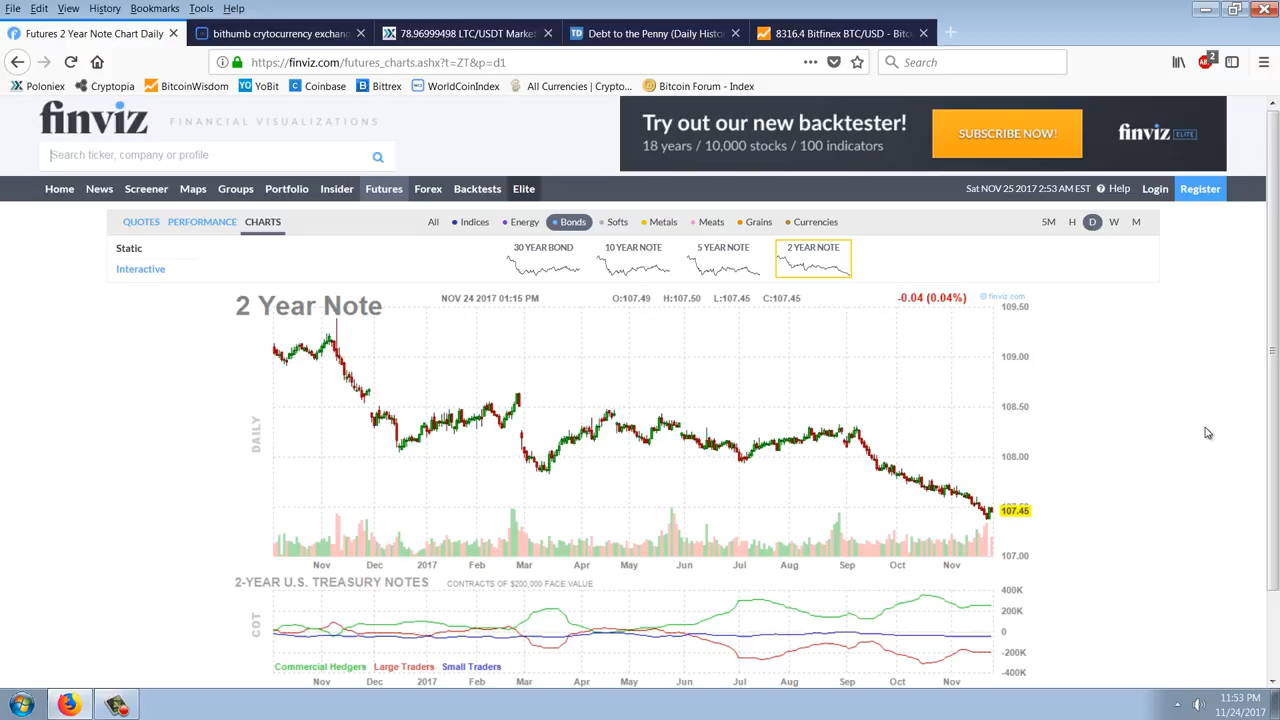 File Edit View History Bookmarks Tools Help
Futures 2 Year Note Chart Daily
bithumb crytocurrency exchan
78.96999498 LTC/USDT Market
Debt to the Penny (Daily Histo
8316.4 Bitfinex BTC/USD - Bitc
https://finviz.com/futures_charts.ashx?t=ZT&p=d1
Search
2
Poloniex Cryptopia BitcoinWisdom YoBit Coinbase Bittrex WorldCoinIndex All Currencies | Crypto... Bitcoin Forum - Index
finviz FINANCIAL VISUALIZATIONS
Search ticker, company or profile
Try out our new backtester!
18 years / 10,000 stocks / 100 indicators
SUBSCRIBE NOW!
finviz ELITE
Home News Screener Maps Groups Portfolio Insider Futures Forex Backtests Elite
Sat NOV 25 2017 2:53 AM EST Help Login Register
QUOTES PERFORMANCE CHARTS
All Indices Energy Bonds Softs Metals Meats Grains Currencies
5M H D W M
Static
Interactive
30 YEAR BOND 10 YEAR NOTE 5 YEAR NOTE 2 YEAR NOTE
2 Year Note
NOV 24 2017 01:15 PM O:107.49 H:107.50 L:107.45 C:107.45
-0.04 (0.04%) © finviz.com
109.50
109.00
108.50
108.00
107.45
107.00
DAILY
Nov Dec 2017 Feb Mar Apr May Jun Jul Aug Sep Oct Nov
2-YEAR U.S. TREASURY NOTES CONTRACTS OF $200,000 FACE VALUE
400K
200K
0
-200K
-400K
COT
Commercial Hedgers Large Traders Small Traders
Nov Dec 2017 Feb Mar Apr May Jun Jul Aug Sep Oct Nov
11:53 PM
11/24/2017